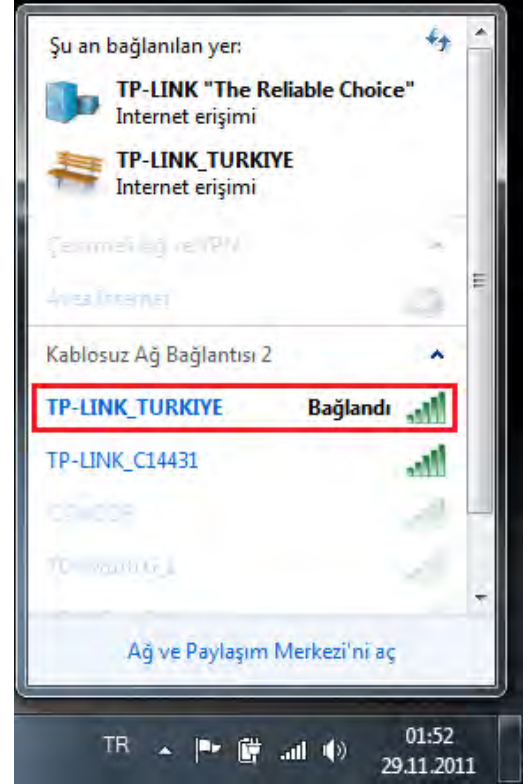 Şu an bağlanılan yer:
TP-LINK "The Reliable Choice"
Internet erişimi
TP-LINK_TURKIYE
Internet erişimi
Kablosuz Ağ Bağlantısı 2
TP-LINK_TURKIYE Bağlandı
TP-LINK_C14431
Ağ ve Paylaşım Merkezi'ni aç
TR 01:52
29.11.2011